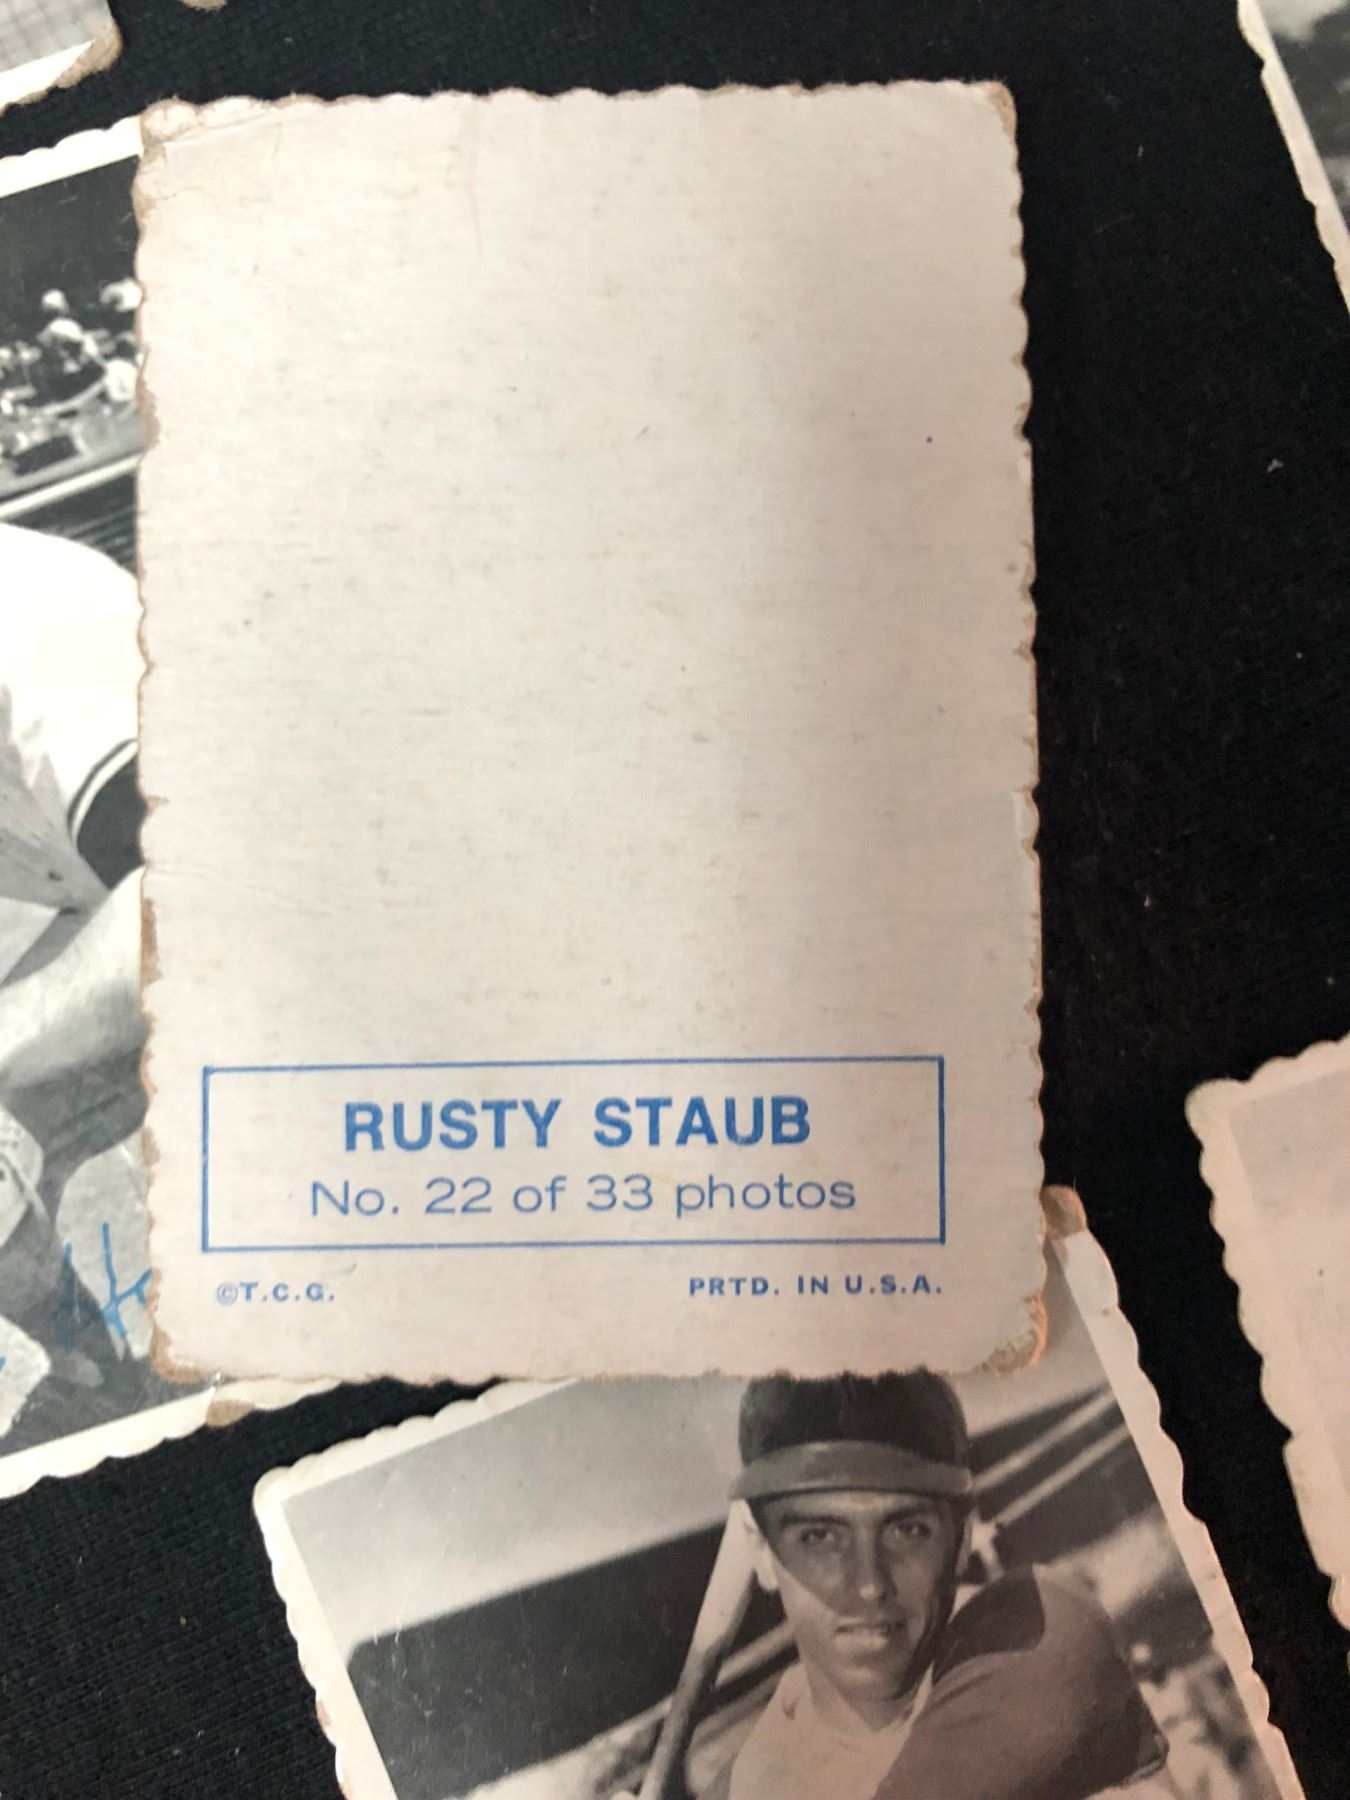 RUSTY STAUB
No. 22 of 33 photos
©T.C.G. PRTD. IN U.S.A.